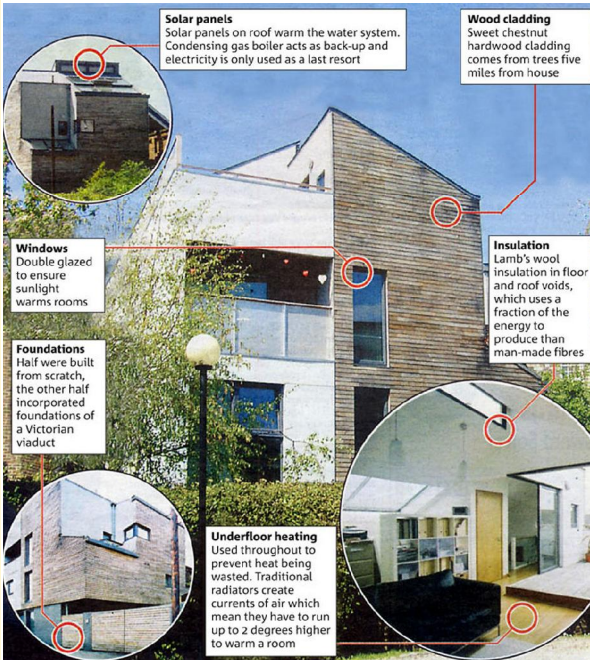 Solar panels
Solar panels on roof warm the water system.
Condensing gas boiler acts as back-up and
electricity is only used as a last resort
Wood cladding
Sweet chestnut
hardwood cladding
comes from trees five
miles from house
Windows
Double glazed
to ensure
sunlight
warms rooms
Insulation
Lamb's wool
insulation in floor
and roof voids,
which uses a
fraction of the
energy to
produce than
man-made fibres
Foundations
Half were built
from scratch,
the other half
incorporated
foundations of
a Victorian
viaduct
Underfloor heating
Used throughout to
prevent heat being
wasted. Traditional
radiators create
currents of air which
mean they have to run
up to 2 degrees higher
to warm a room